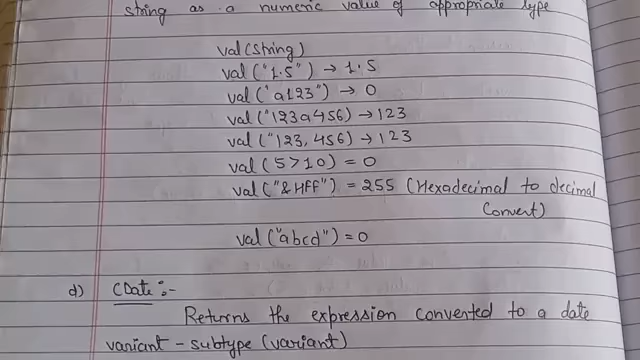 string as a numeric value of appropriate type
val(string)
val("1.5") → 1.5
val("a123") → 0
val("123a456) → 123
val("123,456) → 123
val(5>10) = 0
val("&HFF") = 255 (Hexadecimal to decimal
Convert)
val("abcd") = 0
d) CDate:-
Returns the expression converted to a date
variant - subtype (variant)